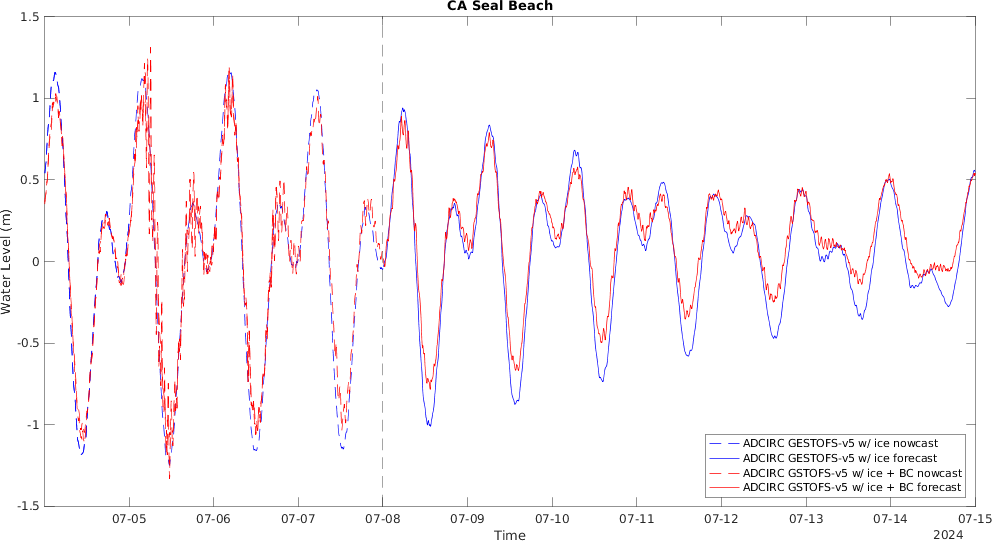 CA Seal Beach
1.5
1
0.5
0
-0.5
-1
-1.5
Water Level (m)
07-05
07-06
07-07
07-08
07-09
07-10
07-11
07-12
07-13
07-14
07-15
Time
2024
ADCIRC GESTOFS-v5 w/ ice nowcast
ADCIRC GESTOFS-v5 w/ ice forecast
ADCIRC GSTOFS-v5 w/ ice + BC nowcast
ADCIRC GSTOFS-v5 w/ ice + BC forecast